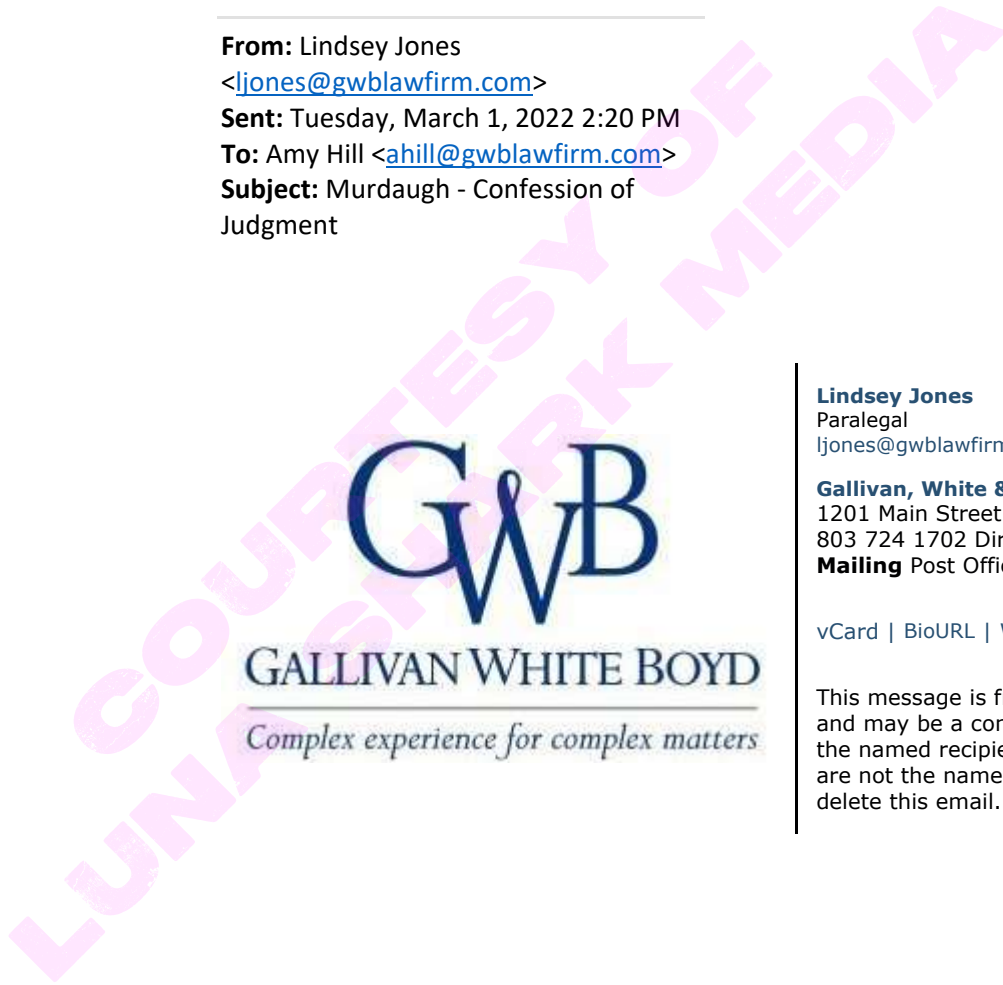 From: Lindsey Jones
<ljones@gwblawfirm.com>
Sent: Tuesday, March 1, 2022 2:20 PM
To: Amy Hill <ahill@gwblawfirm.com>
Subject: Murdaugh - Confession of
Judgment
GWB
GALLIVAN WHITE BOYD
Complex experience for complex matters
Lindsey Jones
Paralegal
ljones@gwblawfirm
Gallivan, White &
1201 Main Street
803 724 1702
Mailing Post
vCard | BioURL |
This message is
and may be a
the named
are not the
delete this email.
COURTESY OF
LUNA SHARK MEDIA